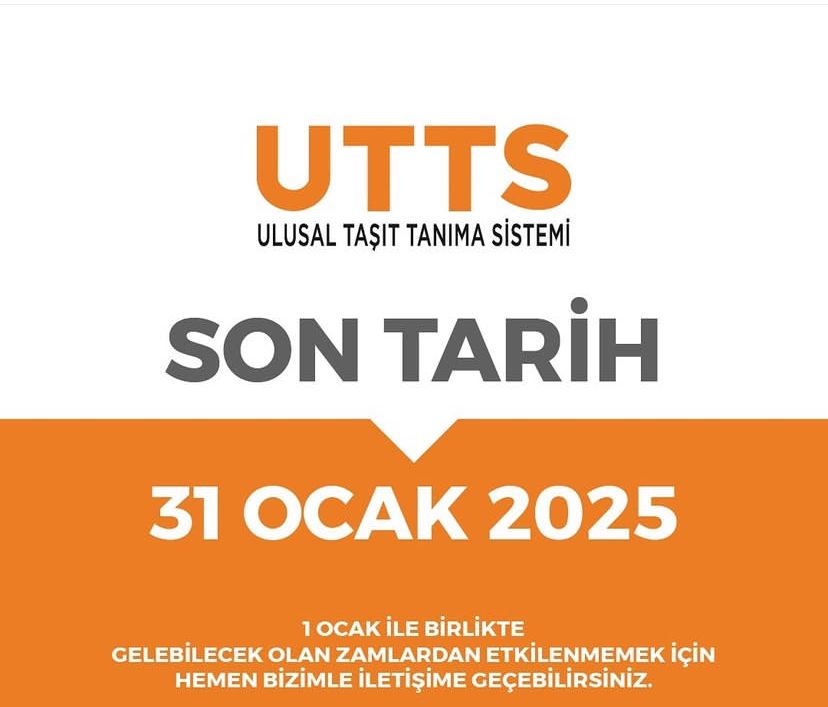 UTTS
ULUSAL TAŞIT TANIMA SİSTEMİ
SON TARİH
31 OCAK 2025
1 OCAK İLE BİRLİKTE
GELEBİLECEK OLAN ZAMLARDAN ETKİLENMEMEK İÇİN
HEMEN BİZİMLE İLETİŞİME GEÇEBİLİRSİNİZ.